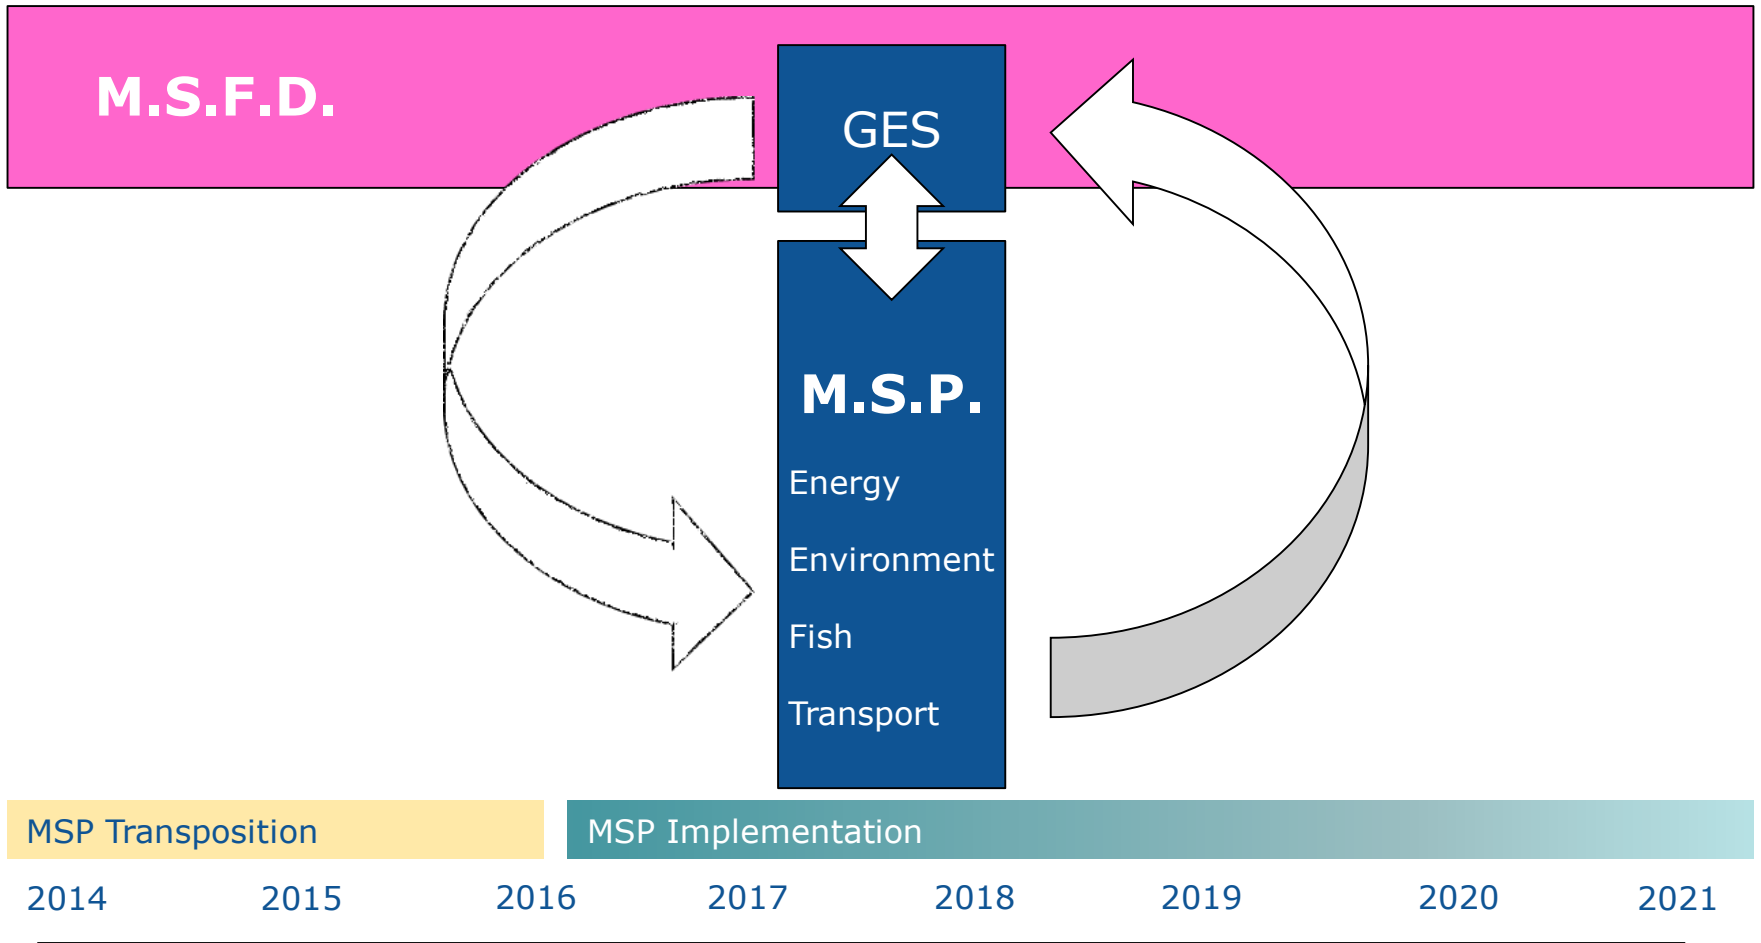 M.S.F.D.
GES
M.S.P.
Energy
Environment
Fish
Transport
MSP Transposition
MSP Implementation
2014 2015 2016 2017 2018 2019 2020 2021